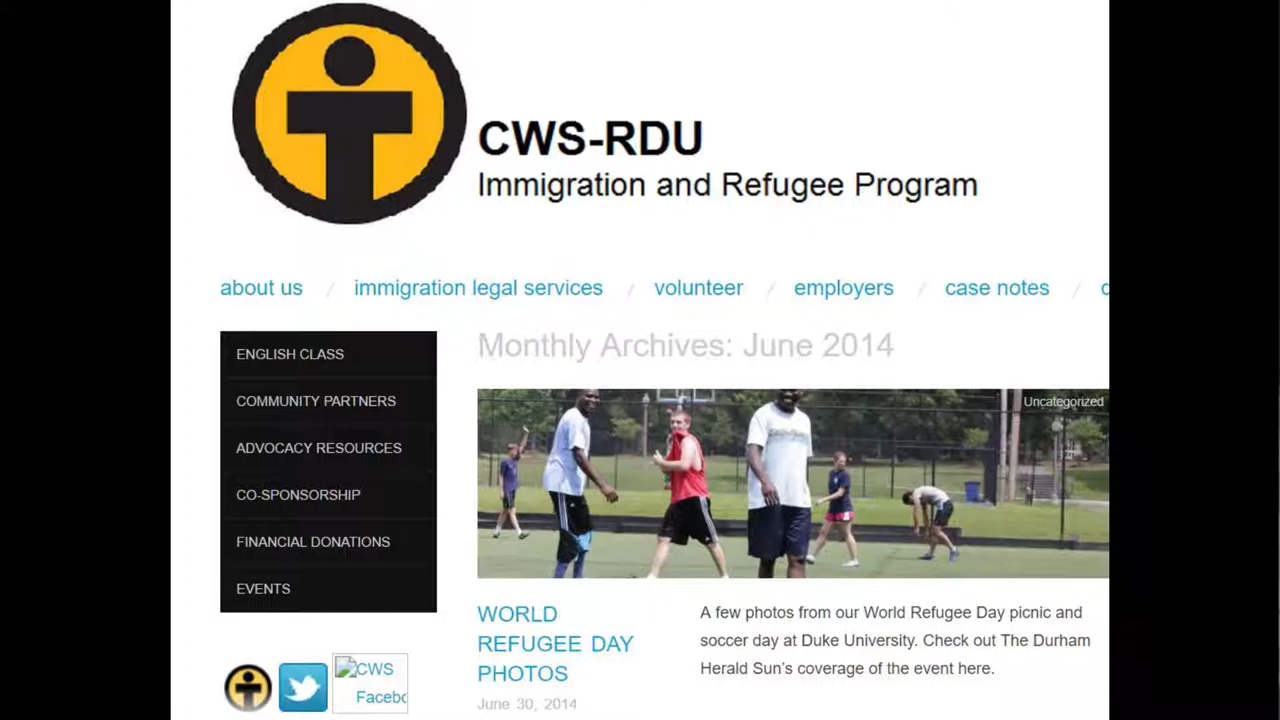 CWS-RDU
Immigration and Refugee Program
about us / immigration legal services / volunteer / employers / case notes /
ENGLISH CLASS
COMMUNITY PARTNERS
ADVOCACY RESOURCES
CO-SPONSORSHIP
FINANCIAL DONATIONS
EVENTS
CWS
Facebo
Monthly Archives: June 2014
Uncategorized
WORLD
REFUGEE DAY
PHOTOS
June 30, 2014
A few photos from our World Refugee Day picnic and
soccer day at Duke University. Check out The Durham
Herald Sun's coverage of the event here.